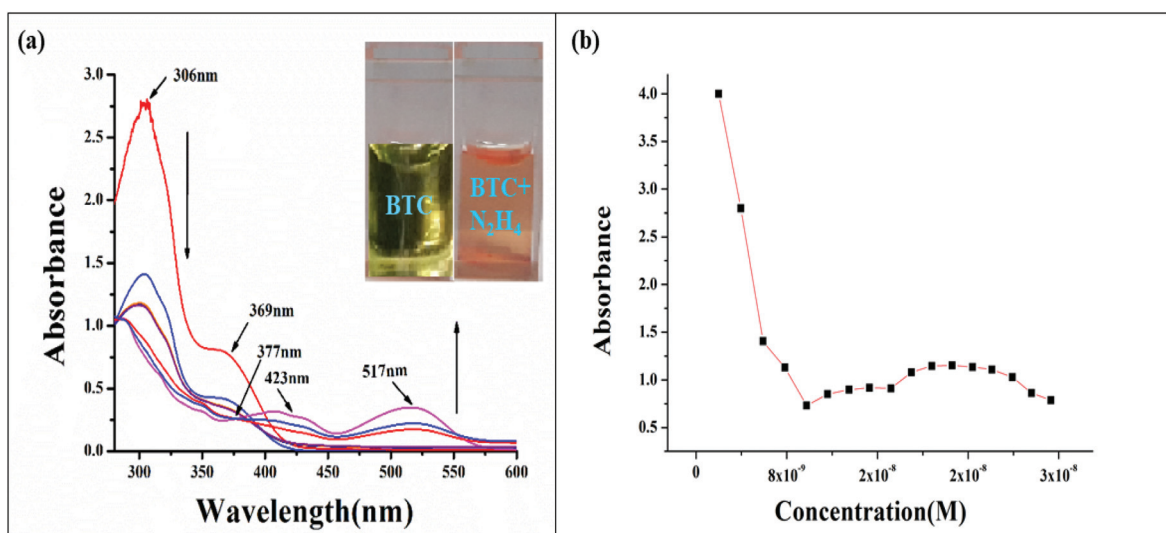 (a)
Absorbance
3.0
2.5
2.0
1.5
1.0
0.5
0.0
306nm
369nm
377nm
423nm
517nm
BTC
BTC+
N₂H₄
300 350 400 450 500 550 600
Wavelength(nm)
(b)
Absorbance
4.0
3.5
3.0
2.5
2.0
1.5
1.0
0.5
0 8x10⁻⁹ 2x10⁻⁸ 2x10⁻⁸ 3x10⁻⁸
Concentration(M)